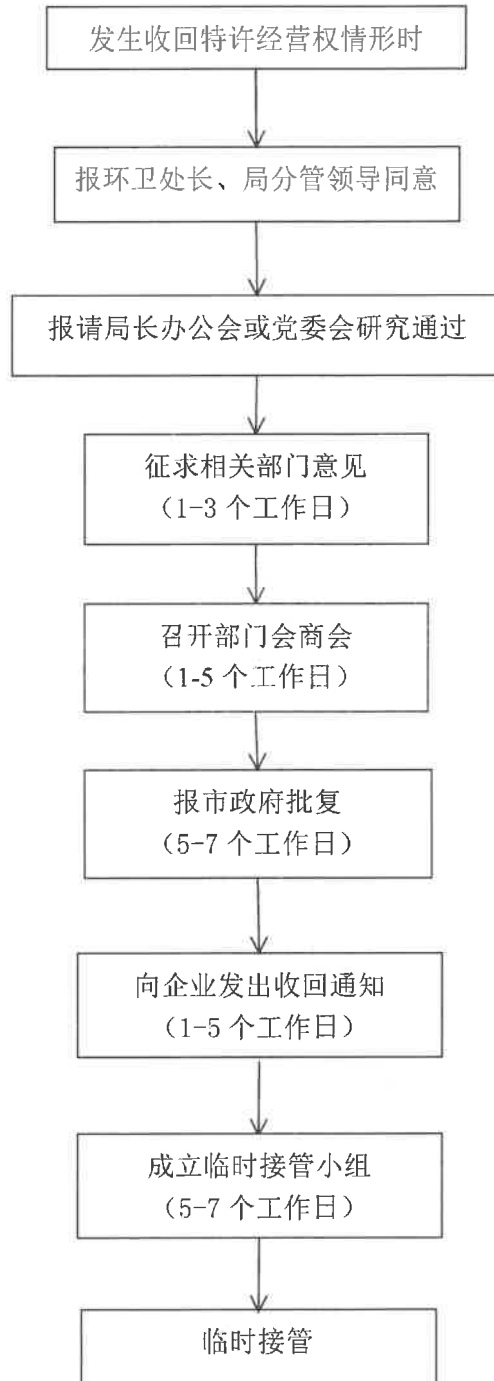 发生收回特许经营权情形时
报环卫处长、局分管领导同意
报请局长办公会或党委会研究通过
征求相关部门意见
（1-3 个工作日）
召开部门会商会
（1-5 个工作日）
报市政府批复
（5-7 个工作日）
向企业发出收回通知
（1-5 个工作日）
成立临时接管小组
（5-7 个工作日）
临时接管